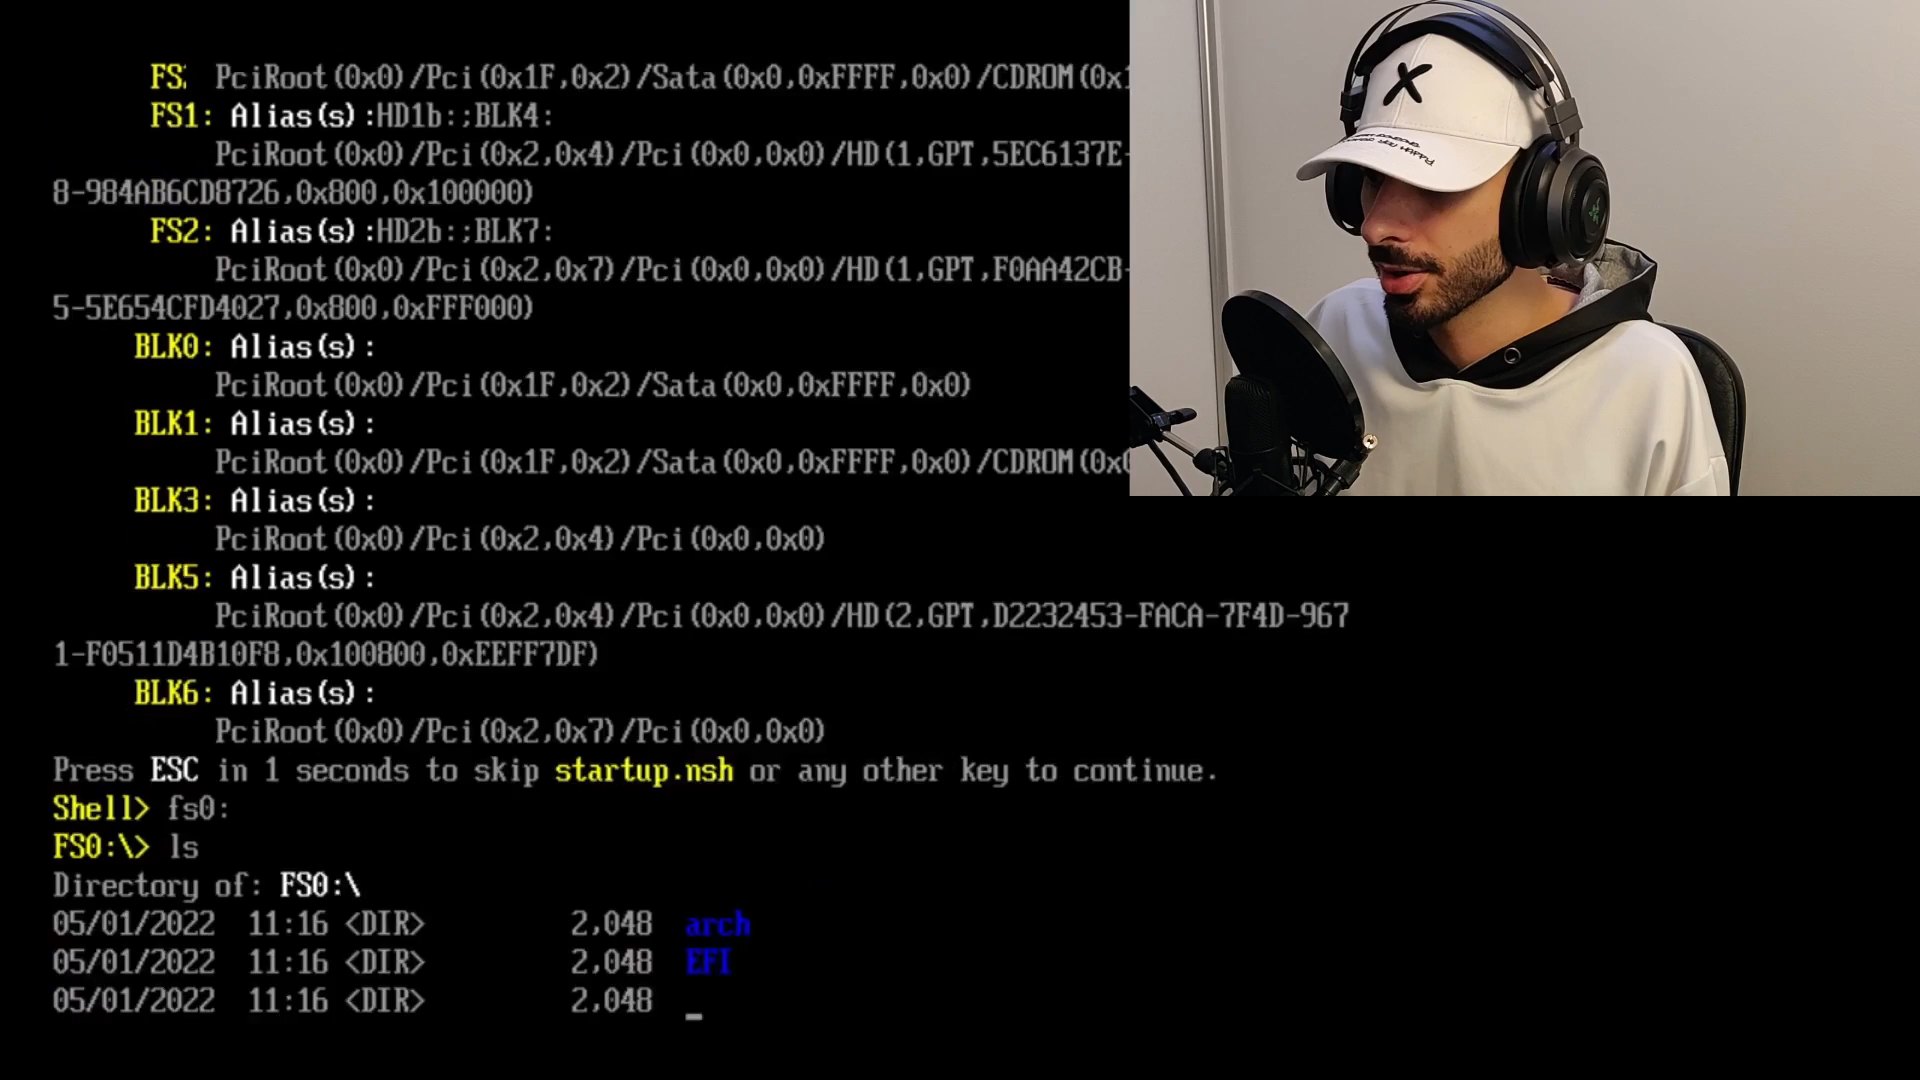 FS: PciRoot(0x0)/Pci(0x1F,0x2)/Sata(0x0,0xFFFF,0x0)/CDROM(0x1
FS1: Alias(s):HD1b:;BLK4:
PciRoot(0x0)/Pci(0x2,0x4)/Pci(0x0,0x0)/HD(1,GPT,5EC6137E-
8-984AB6CD8726,0x800,0x100000)
FS2: Alias(s):HD2b:;BLK7:
PciRoot(0x0)/Pci(0x2,0x7)/Pci(0x0,0x0)/HD(1,GPT,F0AA42CB-
5-5E654CFD4027,0x800,0xFFF000)
BLK0: Alias(s):
PciRoot(0x0)/Pci(0x1F,0x2)/Sata(0x0,0xFFFF,0x0)
BLK1: Alias(s):
PciRoot(0x0)/Pci(0x1F,0x2)/Sata(0x0,0xFFFF,0x0)/CDROM(0x0
BLK3: Alias(s):
PciRoot(0x0)/Pci(0x2,0x4)/Pci(0x0,0x0)
BLK5: Alias(s):
PciRoot(0x0)/Pci(0x2,0x4)/Pci(0x0,0x0)/HD(2,GPT,D2232453-FACA-7F4D-967
1-F0511D4B10F8,0x100800,0xEEFF7DF)
BLK6: Alias(s):
PciRoot(0x0)/Pci(0x2,0x7)/Pci(0x0,0x0)
Press ESC in 1 seconds to skip startup.nsh or any other key to continue.
Shell> fs0:
FS0:\> ls
Directory of: FS0:\
05/01/2022 11:16 <DIR> 2,048 arch
05/01/2022 11:16 <DIR> 2,048 EFI
05/01/2022 11:16 <DIR> 2,048 _
X